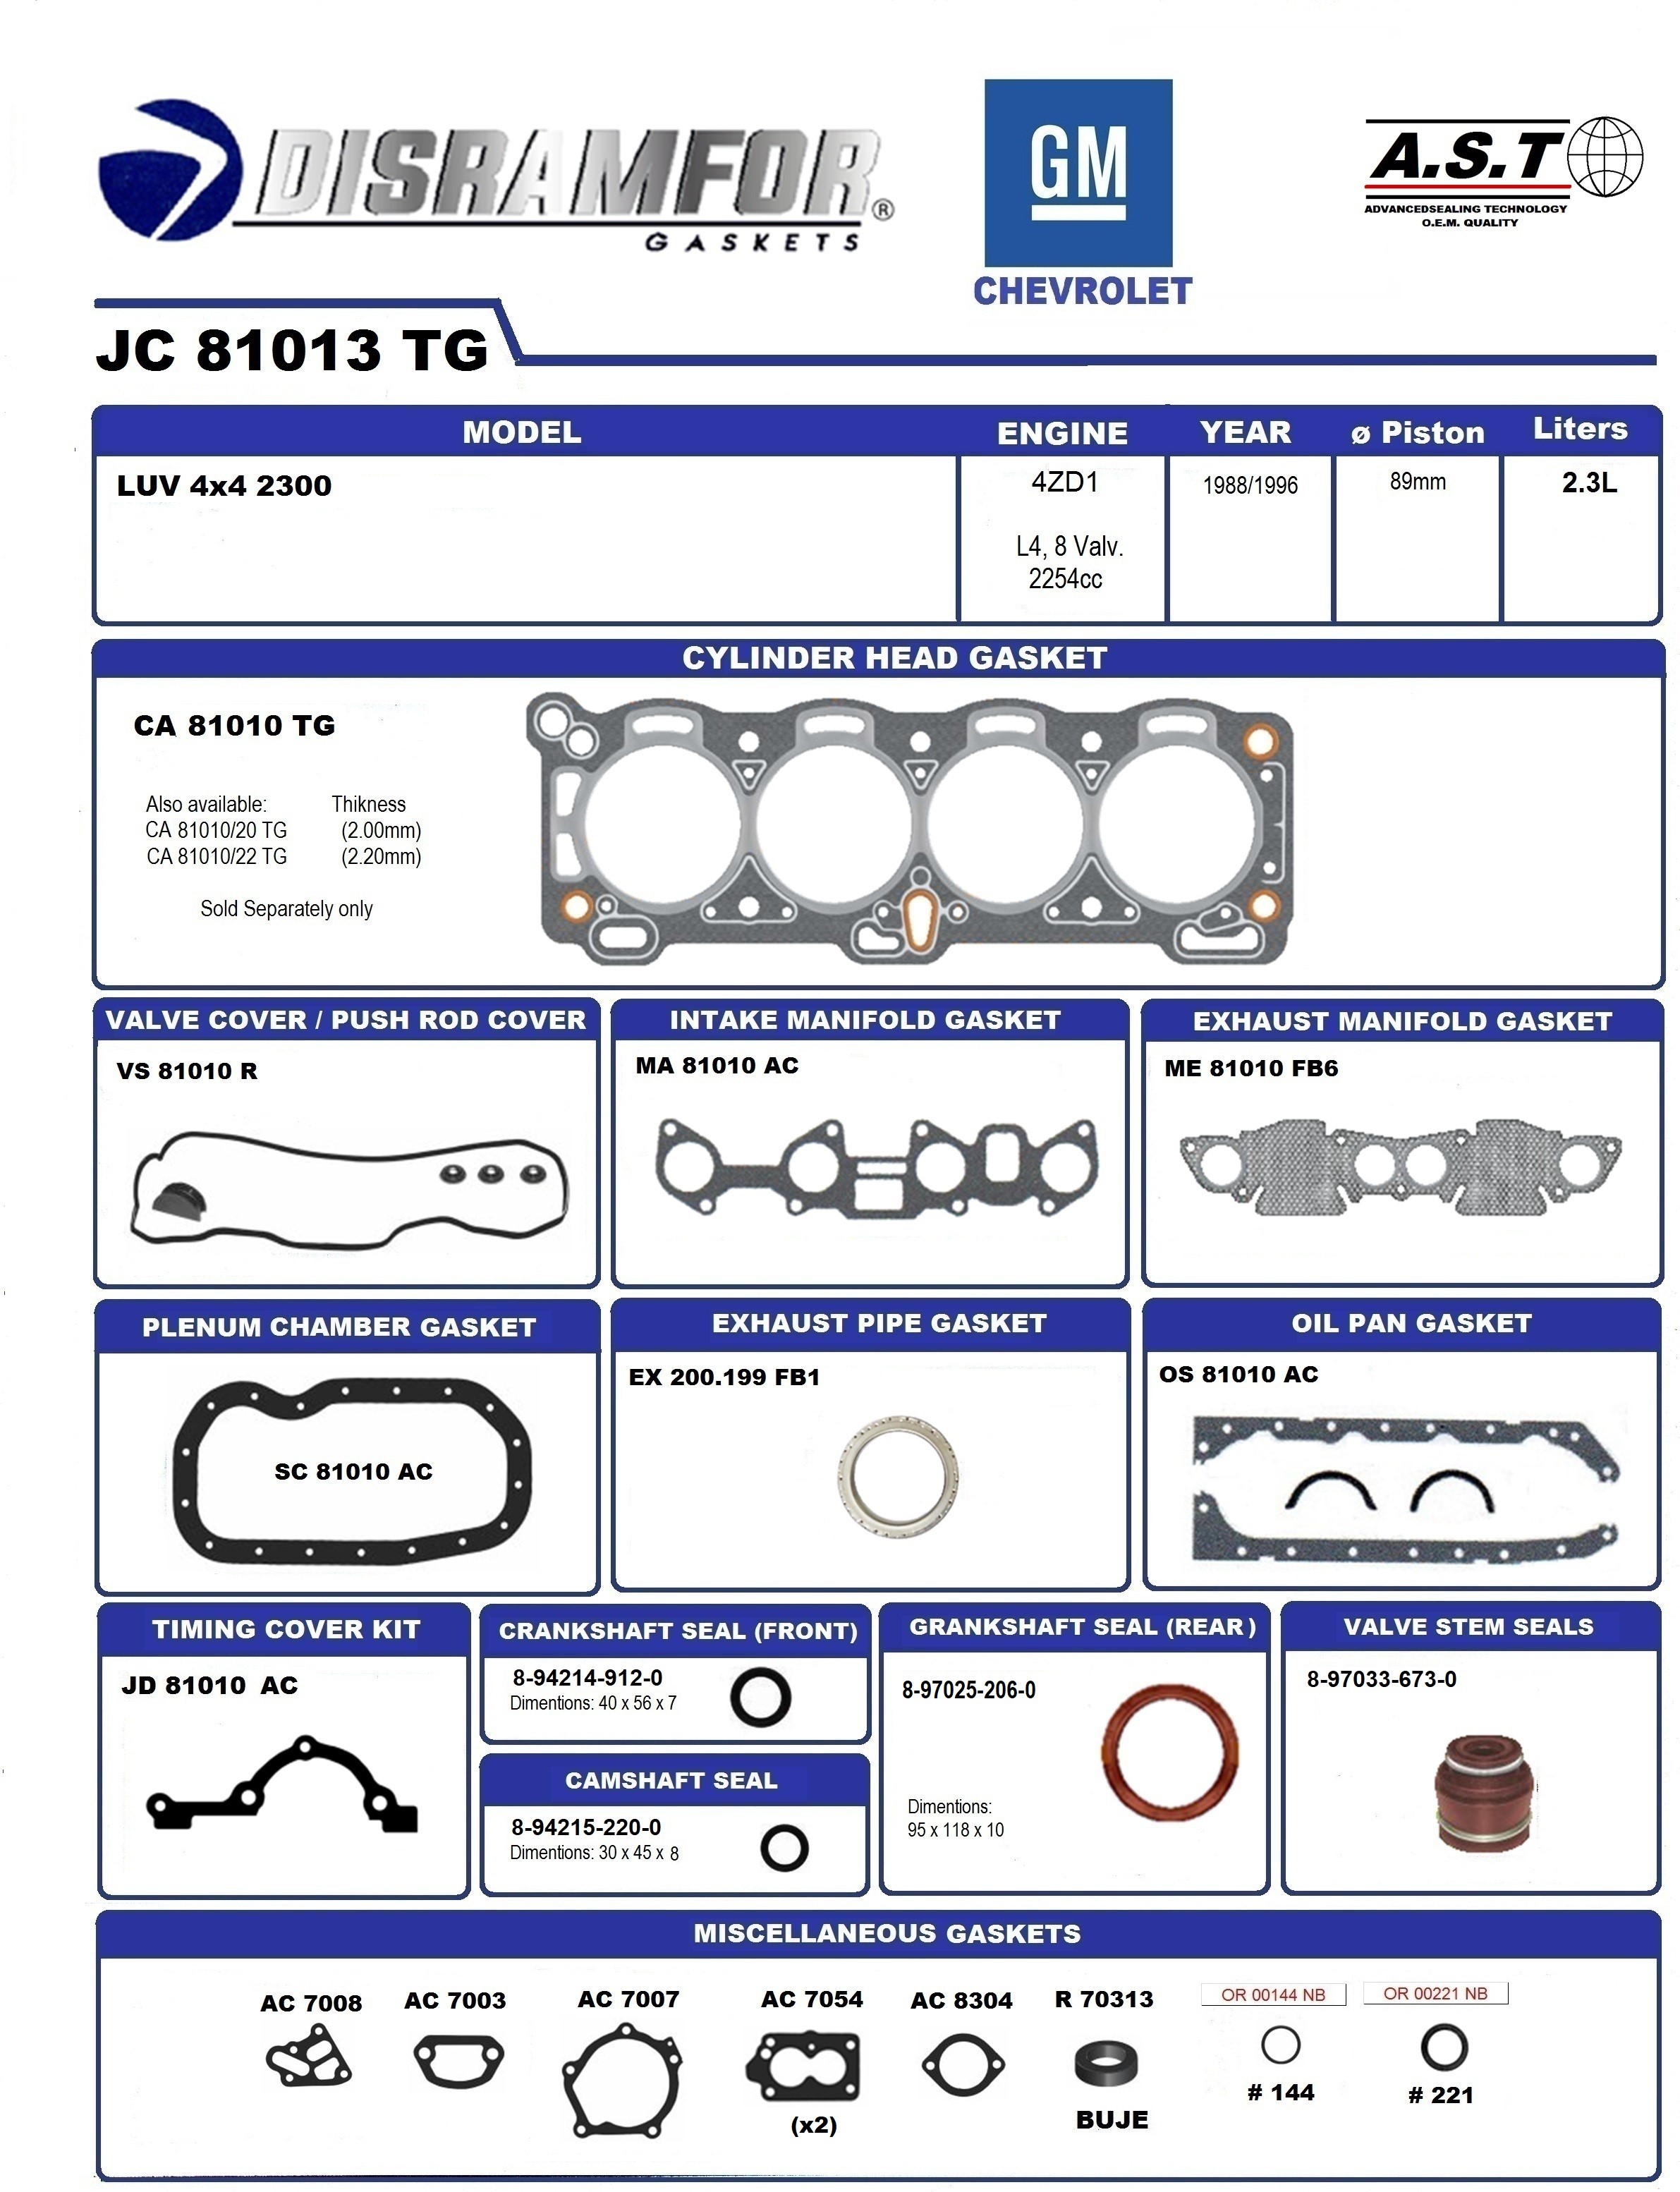 DISRAMFOR®
GASKETS
GM
CHEVROLET
A.S.T
ADVANCEDSEALING TECHNOLOGY
O.E.M. QUALITY
JC 81013 TG
MODEL ENGINE YEAR ø Piston Liters
LUV 4x4 2300 4ZD1 1988/1996 89mm 2.3L
L4, 8 Valv.
2254cc
CYLINDER HEAD GASKET
CA 81010 TG
Also available: Thikness
CA 81010/20 TG (2.00mm)
CA 81010/22 TG (2.20mm)
Sold Separately only
VALVE COVER / PUSH ROD COVER
VS 81010 R
INTAKE MANIFOLD GASKET
MA 81010 AC
EXHAUST MANIFOLD GASKET
ME 81010 FB6
PLENUM CHAMBER GASKET
SC 81010 AC
EXHAUST PIPE GASKET
EX 200.199 FB1
OIL PAN GASKET
OS 81010 AC
TIMING COVER KIT
JD 81010 AC
CRANKSHAFT SEAL (FRONT)
8-94214-912-0
Dimentions: 40 x 56 x 7
CAMSHAFT SEAL
8-94215-220-0
Dimentions: 30 x 45 x 8
GRANKSHAFT SEAL (REAR)
8-97025-206-0
Dimentions:
95 x 118 x 10
VALVE STEM SEALS
8-97033-673-0
MISCELLANEOUS GASKETS
AC 7008 AC 7003 AC 7007 AC 7054 AC 8304 R 70313 OR 00144 NB OR 00221 NB
(x2) BUJE # 144 # 221